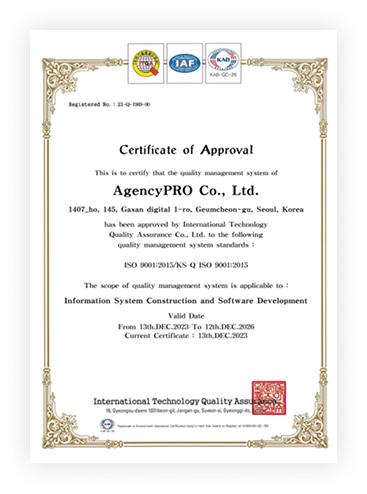 IAF
KAB
KAB-QC-26
Registered No. : 23-Q-1989-00
Certificate of Approval
This is to certify that the quality management system of
AgencyPRO Co., Ltd.
1407_ho, 145, Gasan digital 1-ro, Geumcheon-gu, Seoul, Korea
has been approved by International Technology
Quality Assurance Co., Ltd. to the following
quality management system standards :
ISO 9001:2015/KS Q ISO 9001:2015
The scope of quality management system is applicable to :
Information System Construction and Software Development
Valid Date
From 13th.DEC.2023 To 12th.DEC.2026
Current Certificate : 13th.DEC.2023
International Technology Quality Assurance